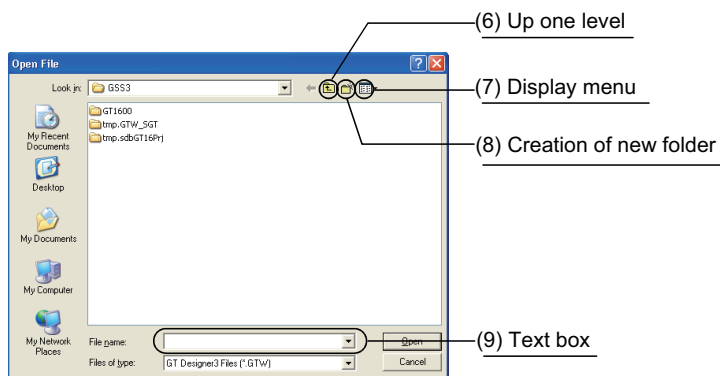 (6) Up one level
Open File
Look in:
GSS3
(7) Display menu
GT1600
tmp.GTW_SGT
tmp.sdbGT16Prj
(8) Creation of new folder
My Recent
Documents
Desktop
My Documents
My Computer
My Network
Places
File name:
Open
(9) Text box
Files of type:
GT Designer3 Files (*.GTW)
Cancel